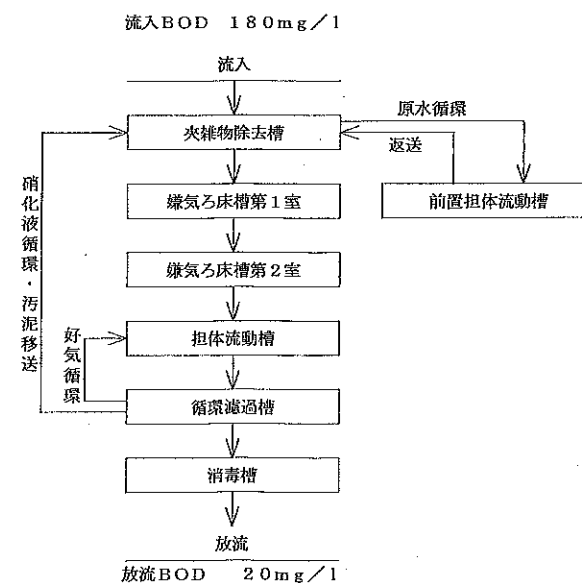 流入BOD 180mg/l
流入
原水循環
夾雑物除去槽
返送
嫌気ろ床槽第1室
前置担体流動槽
硝化液循環・汚泥移送
嫌気ろ床槽第2室
担体流動槽
好気循環
循環濾過槽
消毒槽
放流
放流BOD 20mg/l